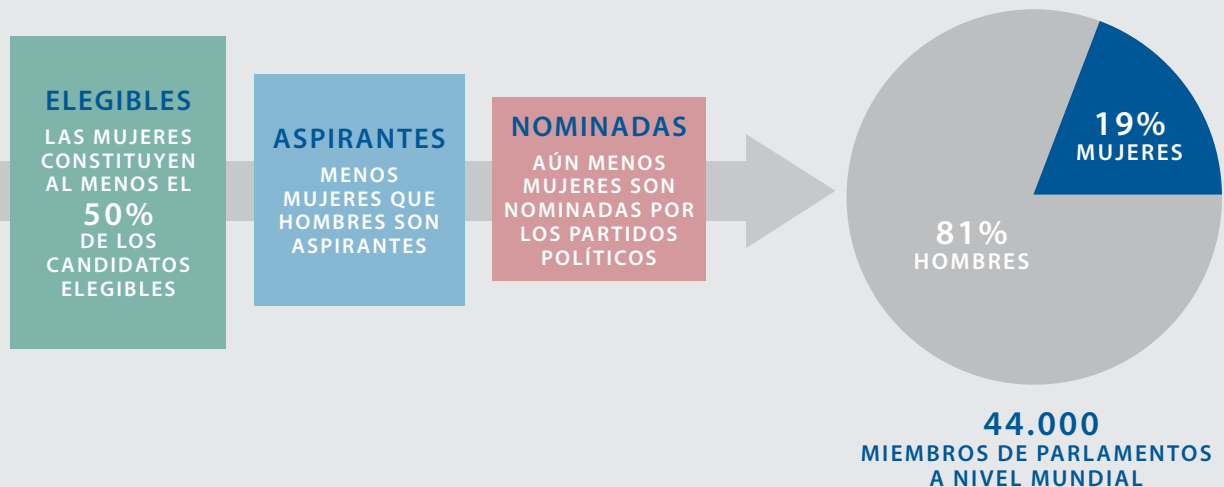 ELEGIBLES
LAS MUJERES
CONSTITUYEN
AL MENOS EL
50%
DE LOS
CANDIDATOS
ELEGIBLES
ASPIRANTES
MENOS
MUJERES QUE
HOMBRES SON
ASPIRANTES
NOMINADAS
AÚN MENOS
MUJERES SON
NOMINADAS POR
LOS PARTIDOS
POLÍTICOS
19%
MUJERES
81%
HOMBRES
44.000
MIEMBROS DE PARLAMENTOS
A NIVEL MUNDIAL